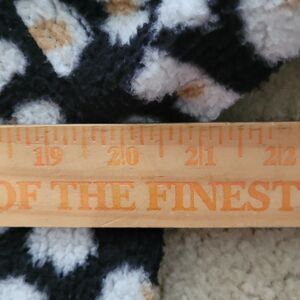 19 20 21 22
OF THE FINEST